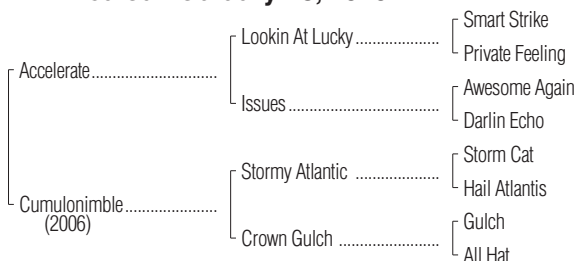 Smart Strike
Lookin At Lucky
Private Feeling
Accelerate
Awesome Again
Issues
Darlin Echo
Storm Cat
Stormy Atlantic
Hail Atlantis
Cumulonimble
(2006)
Gulch
Crown Gulch
All Hat